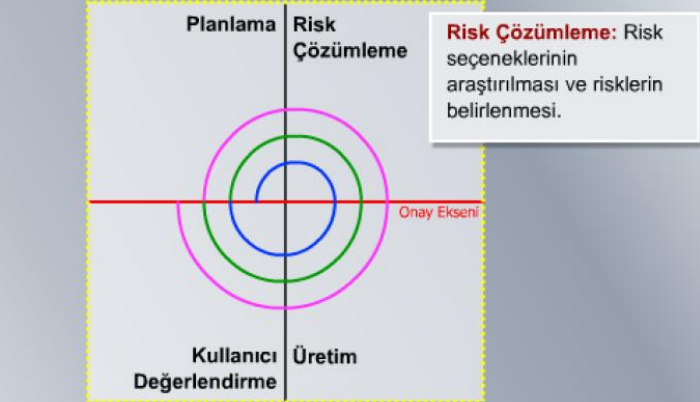 Planlama
Risk
Çözümleme
Risk Çözümleme: Risk
seçeneklerinin
araştırılması ve risklerin
belirlenmesi.
Onay Ekseni
Kullanıcı
Değerlendirme
Üretim